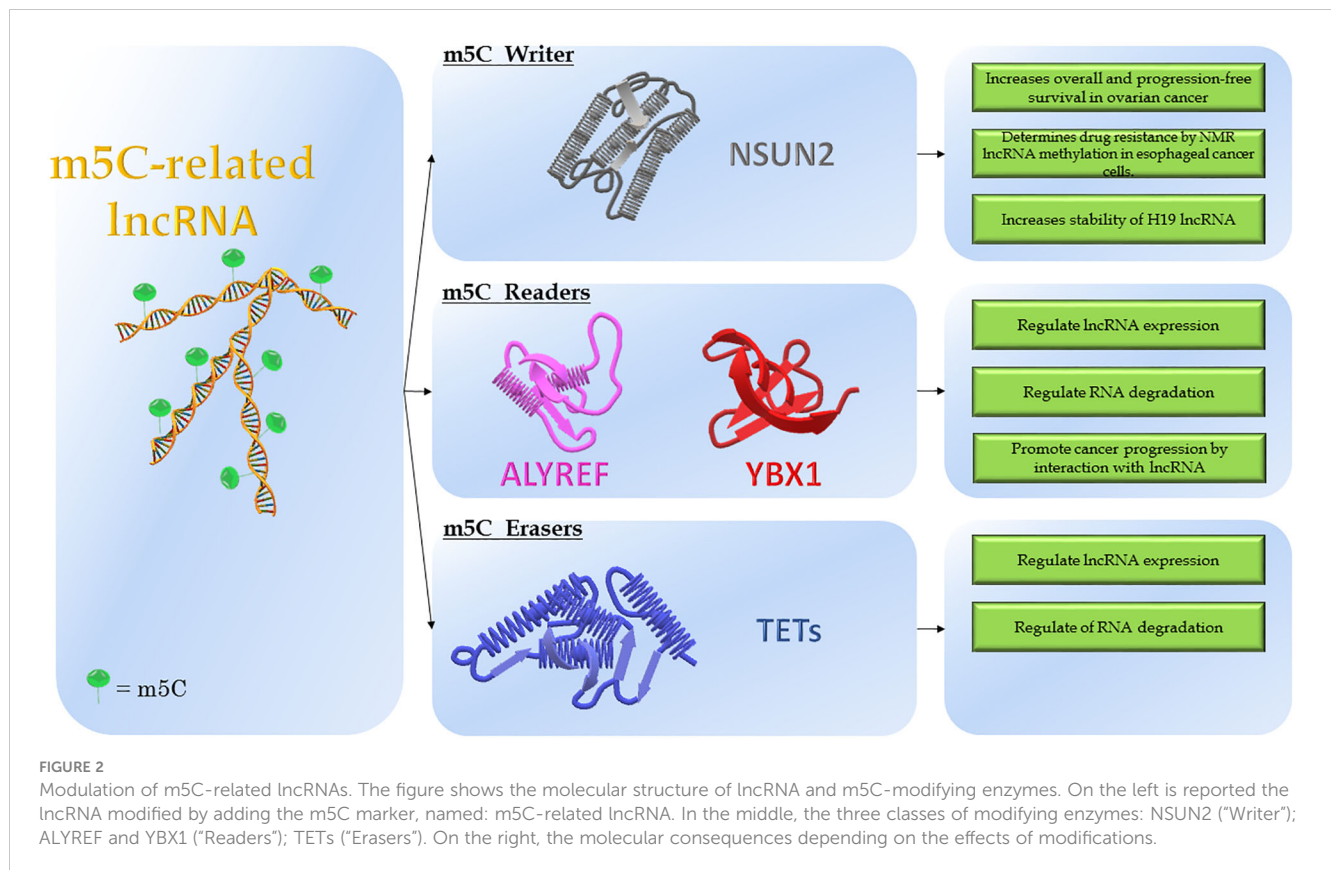 m5C-related
lncRNA
= m5C
m5C Writer
NSUN2
Increases overall and progression-free
survival in ovarian cancer
Determines drug resistance by NMR
lncRNA methylation in esophageal cancer
cells.
Increases stability of H19 lncRNA
m5C Readers
ALYREF
YBX1
Regulate lncRNA expression
Regulate RNA degradation
Promote cancer progression by
interaction with lncRNA
m5C Erasers
TETs
Regulate lncRNA expression
Regulate of RNA degradation
FIGURE 2
Modulation of m5C-related lncRNAs. The figure shows the molecular structure of lncRNA and m5C-modifying enzymes. On the left is reported the
lncRNA modified by adding the m5C marker, named: m5C-related lncRNA. In the middle, the three classes of modifying enzymes: NSUN2 (“Writer”);
ALYREF and YBX1 (“Readers”); TETs (“Erasers”). On the right, the molecular consequences depending on the effects of modifications.